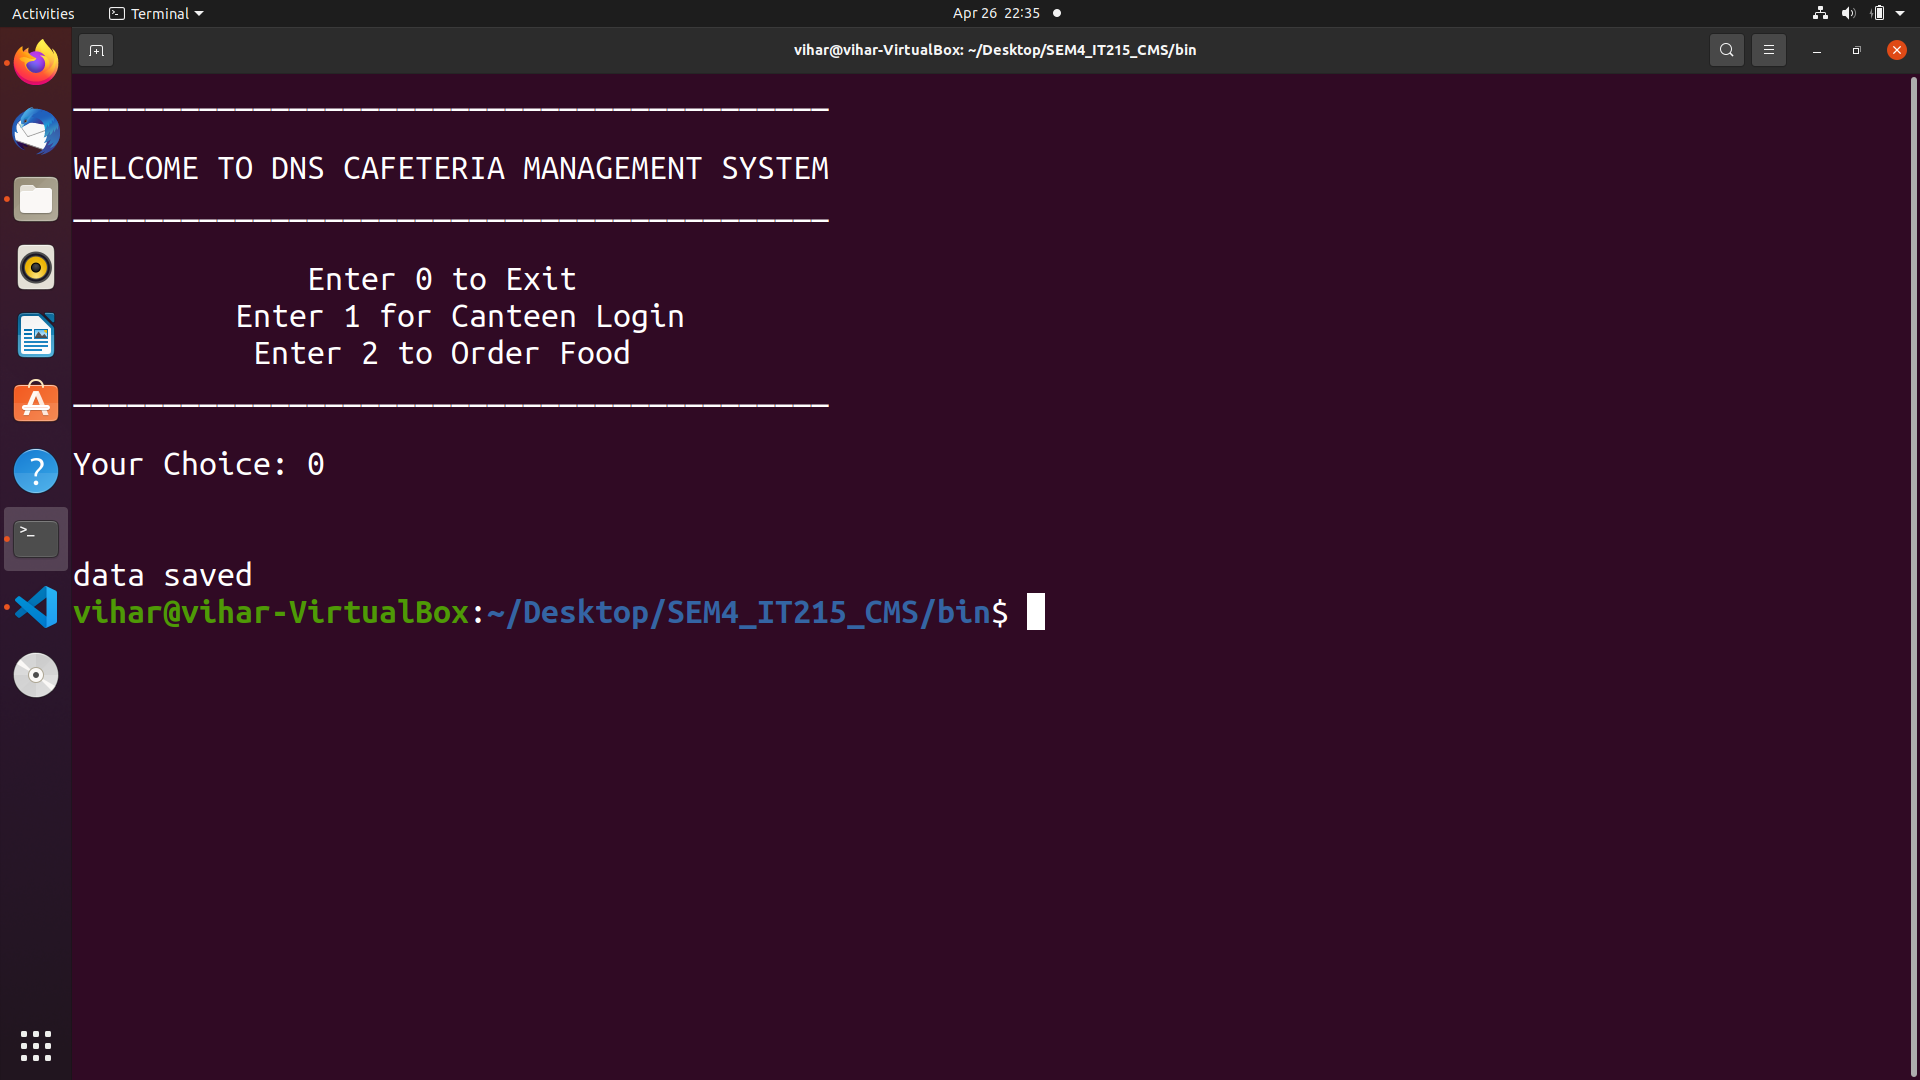 Activities
Terminal
Apr 26 22:35
vihar@vihar-VirtualBox: ~/Desktop/SEM4_IT215_CMS/bin
__________________________________________
WELCOME TO DNS CAFETERIA MANAGEMENT SYSTEM
__________________________________________
Enter 0 to Exit
Enter 1 for Canteen Login
Enter 2 to Order Food
__________________________________________
Your Choice: 0
data saved
vihar@vihar-VirtualBox:~/Desktop/SEM4_IT215_CMS/bin$